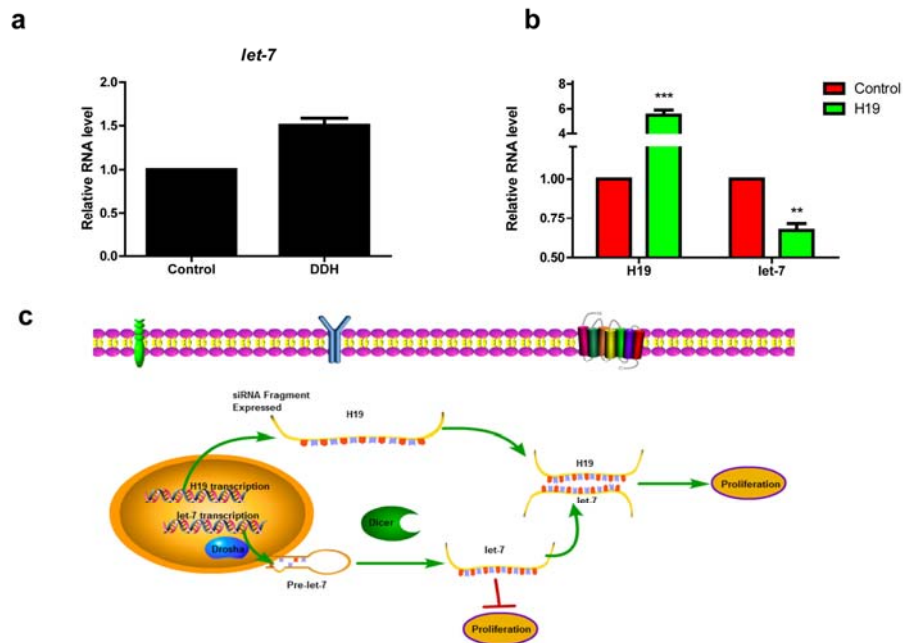 a
let-7
Relative RNA level
2.0
1.5
1.0
0.5
0.0
Control
DDH
b
Relative RNA level
8
6
4
1.00
0.75
0.50
***
**
H19
let-7
Control
H19
c
siRNA Fragment
Expressed
H19
H19 transcription
let-7 transcription
Drosha
Pre-let-7
Dicer
let-7
H19
let-7
Proliferation
Proliferation